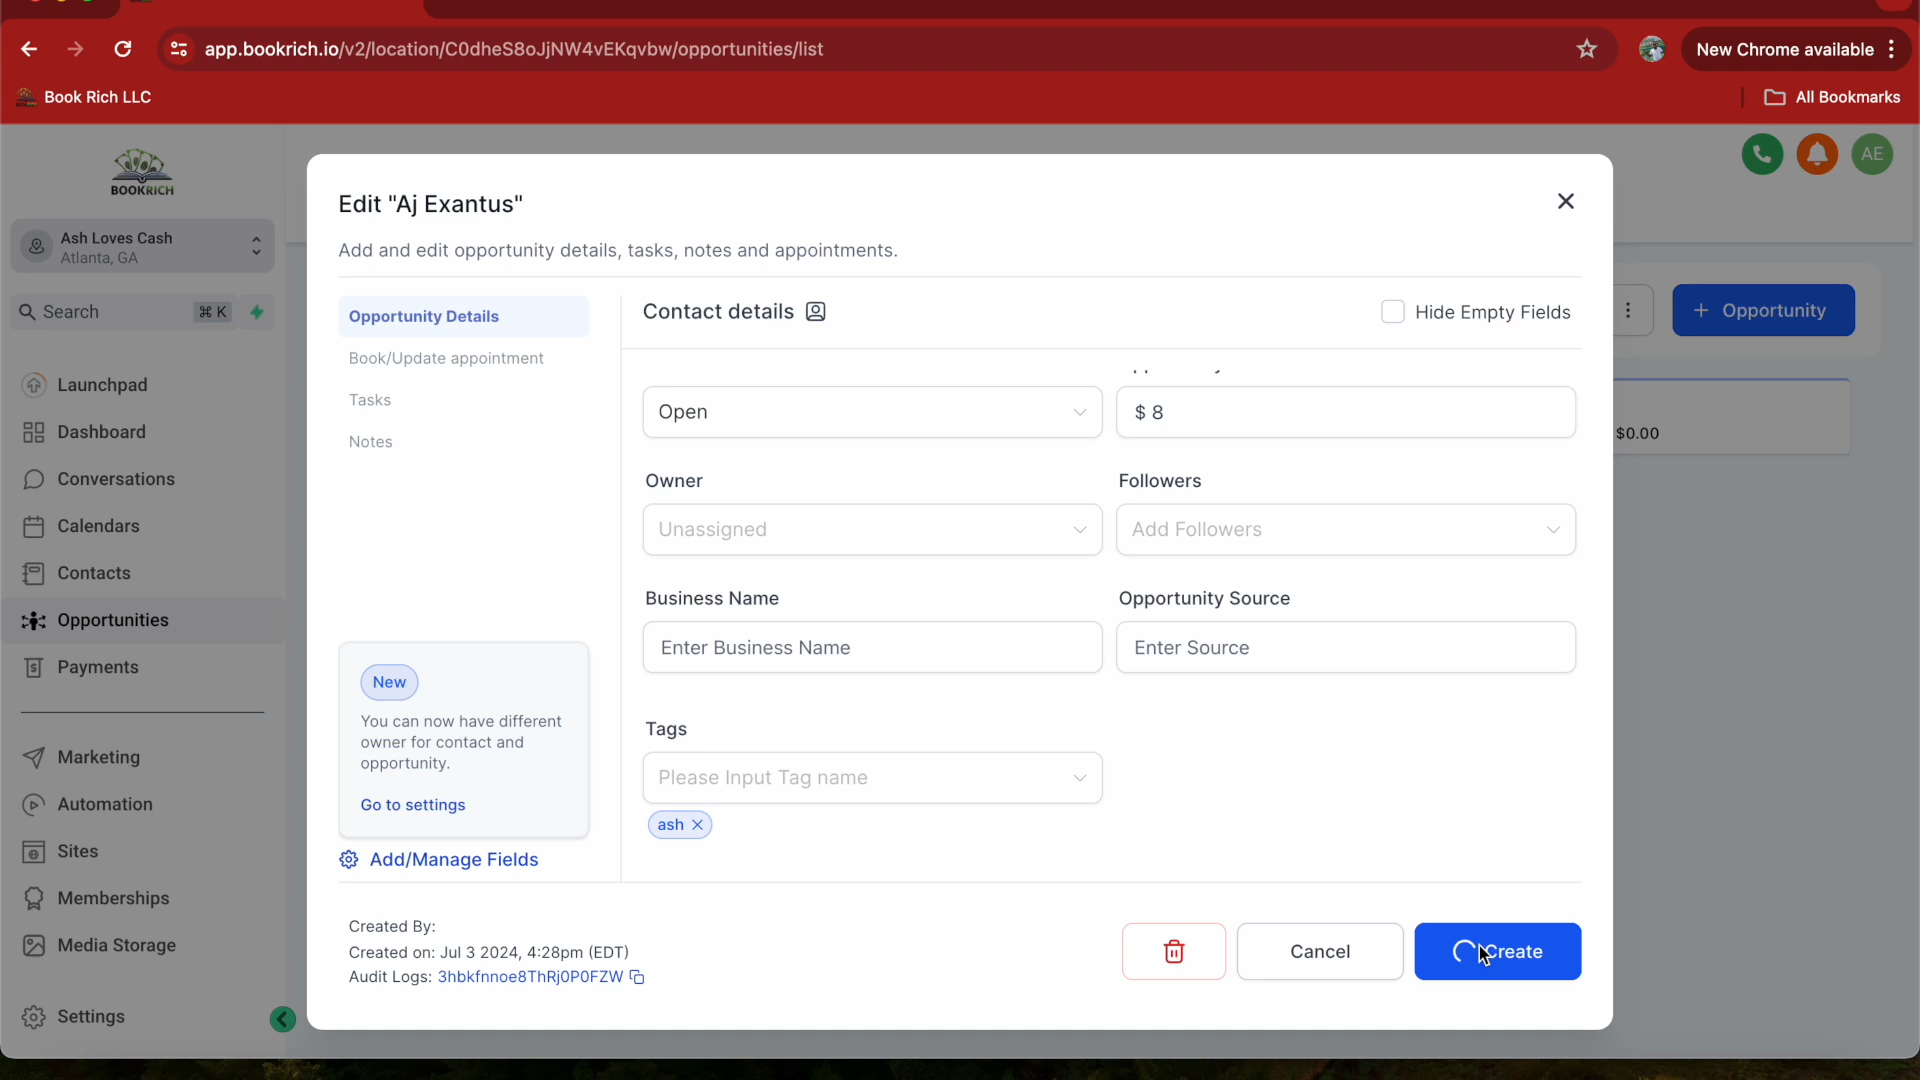 app.bookrich.io/v2/location/C0dheS8oJjNW4vEKqvbw/opportunities/list
New Chrome available
Book Rich LLC
All Bookmarks
BOOKRICH
AE
Ash Loves Cash
Atlanta, GA
Search
⌘ K
Launchpad
Dashboard
Conversations
Calendars
Contacts
Opportunities
Payments
Marketing
Automation
Sites
Memberships
Media Storage
Settings
Edit "Aj Exantus"
Add and edit opportunity details, tasks, notes and appointments.
Opportunity Details
Book/Update appointment
Tasks
Notes
New
You can now have different
owner for contact and
opportunity.
Go to settings
Add/Manage Fields
Contact details
Hide Empty Fields
Open
$ 8
Owner
Followers
Unassigned
Add Followers
Business Name
Opportunity Source
Enter Business Name
Enter Source
Tags
Please Input Tag name
ash
Created By:
Created on: Jul 3 2024, 4:28pm (EDT)
Audit Logs: 3hbkfnnoe8ThRj0P0FZW
Cancel
Create
+ Opportunity
$0.00